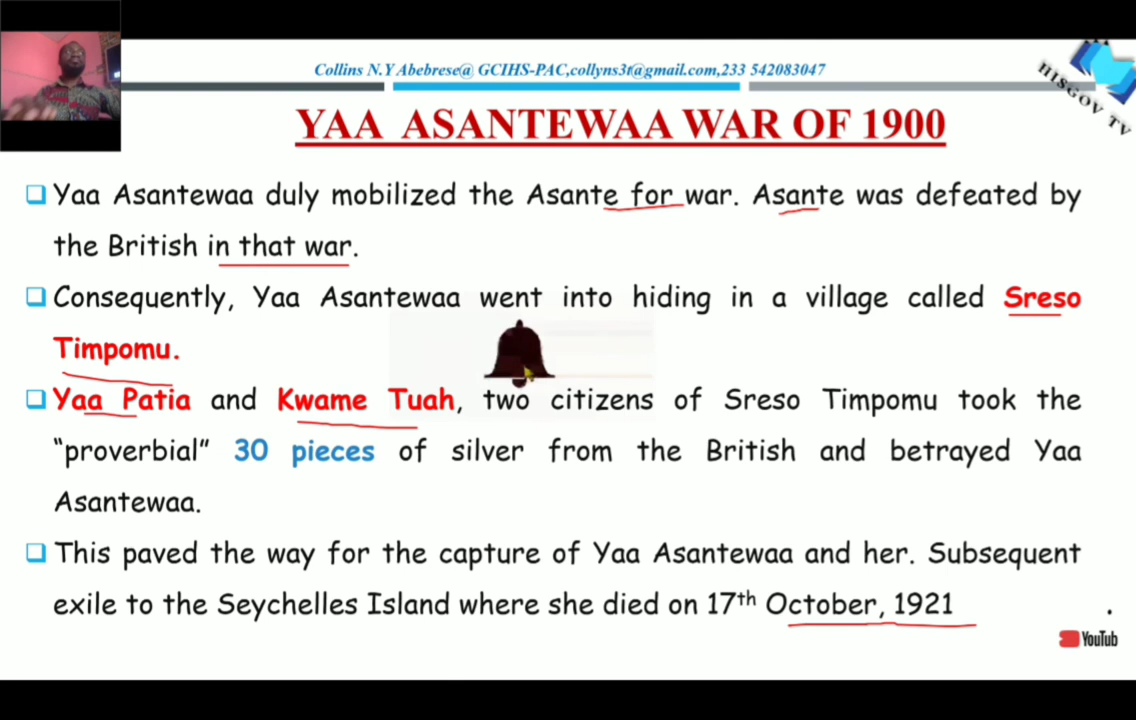 Collins N.Y Abebrese@ GCIHS-PAC,collyns3t@gmail.com,233 542083047
HISGOV TV
YAA ASANTEWAA WAR OF 1900
Yaa Asantewaa duly mobilized the Asante for war. Asante was defeated by
the British in that war.
Consequently, Yaa Asantewaa went into hiding in a village called Sreso
Timpomu.
Yaa Patia and Kwame Tuah, two citizens of Sreso Timpomu took the
“proverbial” 30 pieces of silver from the British and betrayed Yaa
Asantewaa.
This paved the way for the capture of Yaa Asantewaa and her. Subsequent
exile to the Seychelles Island where she died on 17th October, 1921 .
YouTub